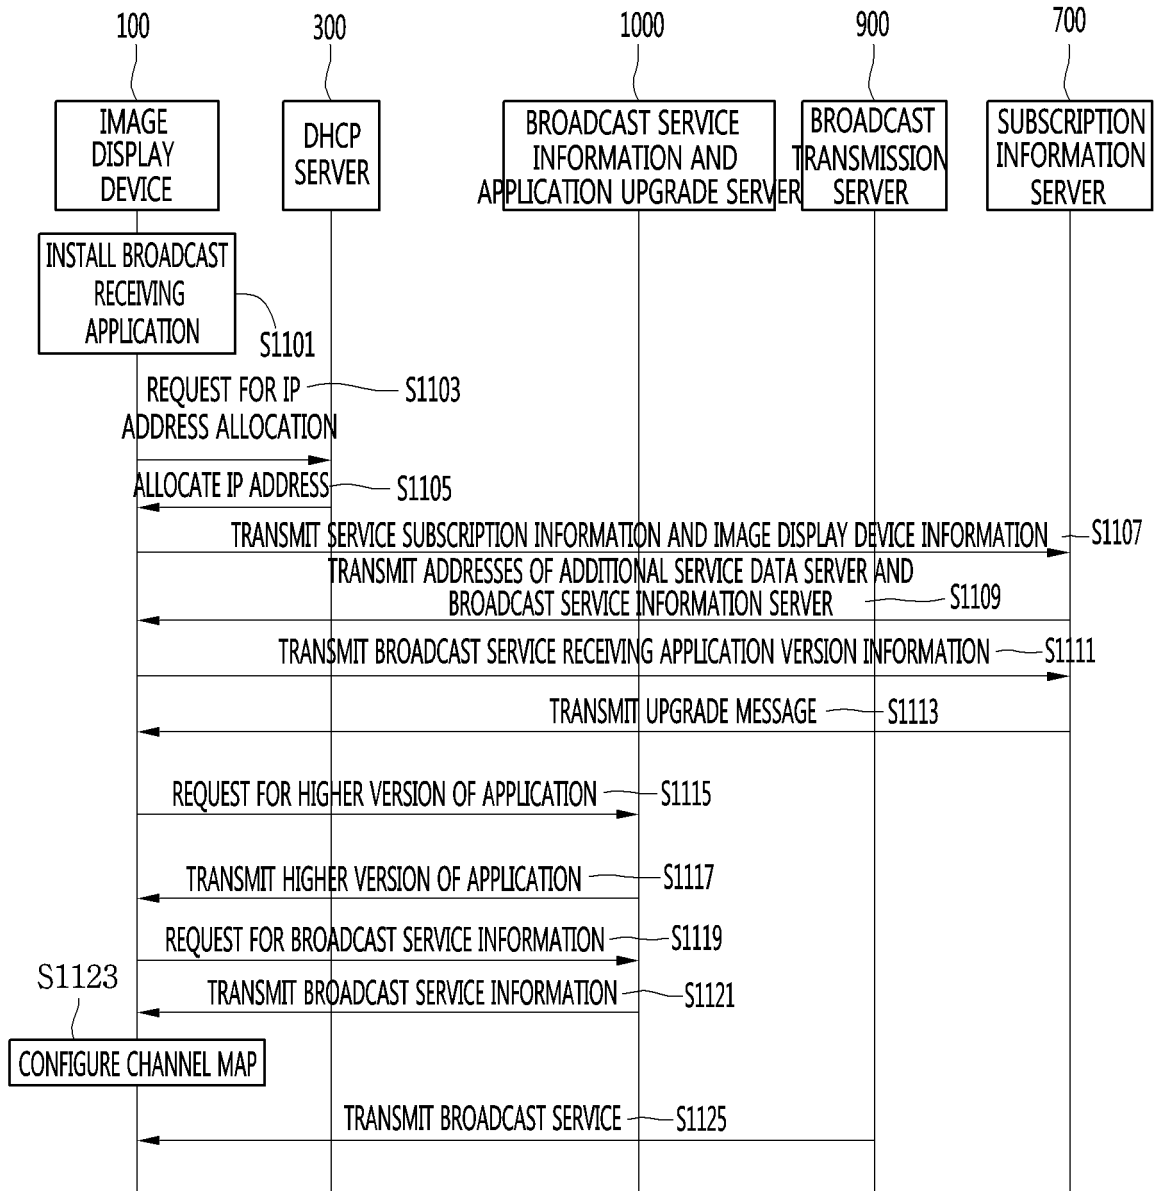 100
300
1000
900
700
IMAGE
DISPLAY
DEVICE
DHCP
SERVER
BROADCAST SERVICE
INFORMATION AND
APPLICATION UPGRADE SERVER
BROADCAST
TRANSMISSION
SERVER
SUBSCRIPTION
INFORMATION
SERVER
INSTALL BROADCAST
RECEIVING
APPLICATION
S1101
REQUEST FOR IP
ADDRESS ALLOCATION
S1103
ALLOCATE IP ADDRESS
S1105
TRANSMIT SERVICE SUBSCRIPTION INFORMATION AND IMAGE DISPLAY DEVICE INFORMATION
S1107
TRANSMIT ADDRESSES OF ADDITIONAL SERVICE DATA SERVER AND
BROADCAST SERVICE INFORMATION SERVER
S1109
TRANSMIT BROADCAST SERVICE RECEIVING APPLICATION VERSION INFORMATION
S1111
TRANSMIT UPGRADE MESSAGE
S1113
REQUEST FOR HIGHER VERSION OF APPLICATION
S1115
TRANSMIT HIGHER VERSION OF APPLICATION
S1117
REQUEST FOR BROADCAST SERVICE INFORMATION
S1119
S1123
TRANSMIT BROADCAST SERVICE INFORMATION
S1121
CONFIGURE CHANNEL MAP
TRANSMIT BROADCAST SERVICE
S1125